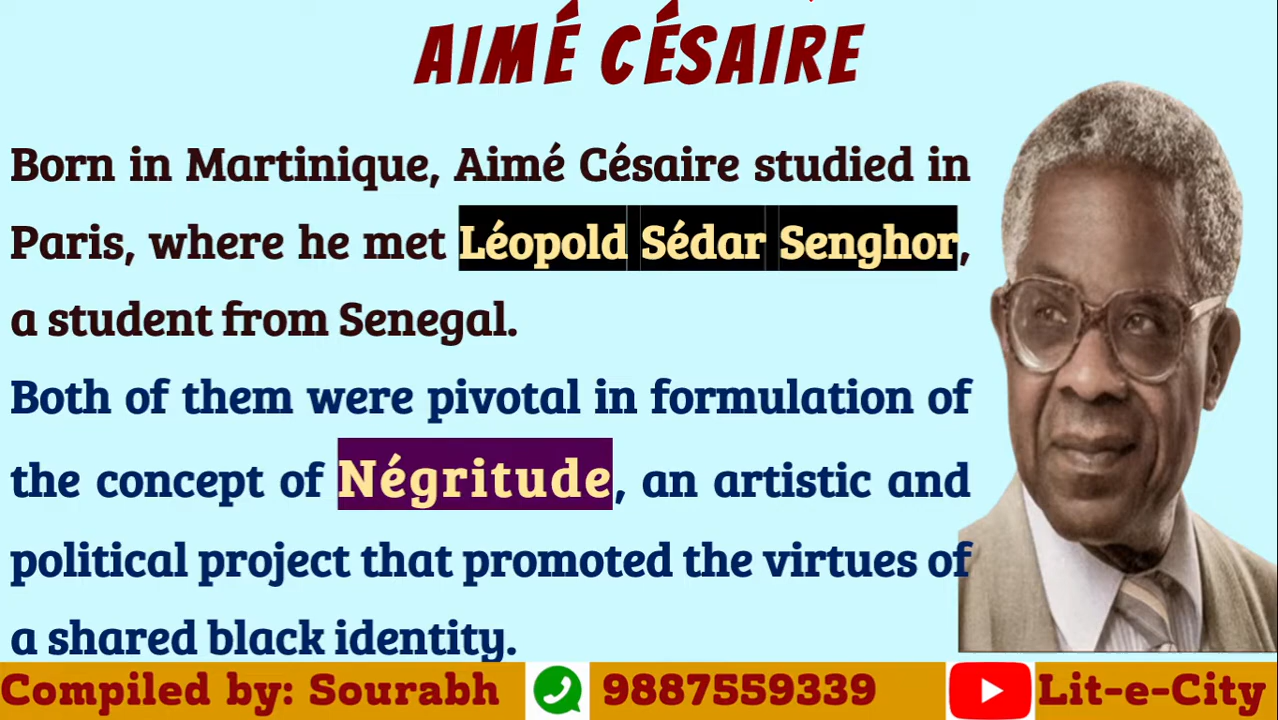 AIMÉ CÉSAIRE
Born in Martinique, Aimé Césaire studied in
Paris, where he met Léopold Sédar Senghor,
a student from Senegal.
Both of them were pivotal in formulation of
the concept of Négritude, an artistic and
political project that promoted the virtues of
a shared black identity.
Compiled by: Sourabh 9887559339 Lit-e-City